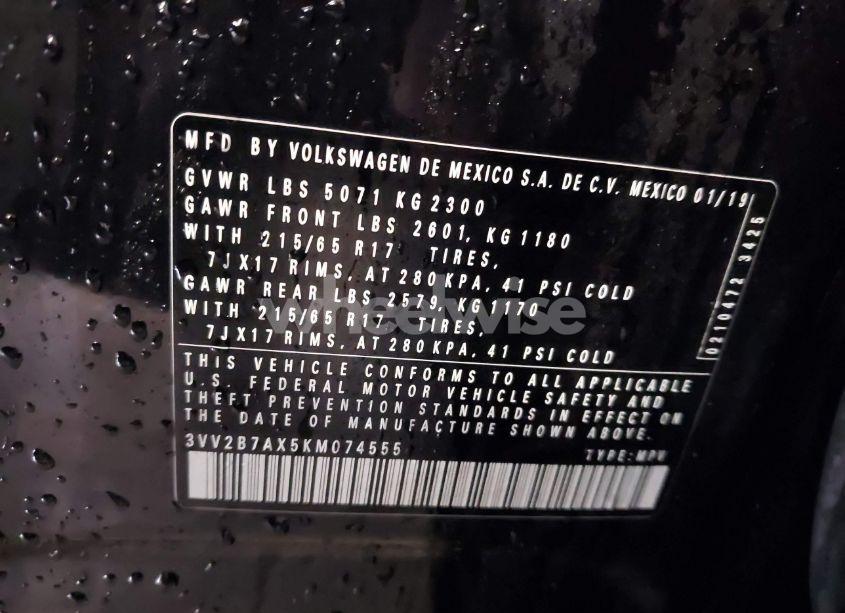 MFD BY VOLKSWAGEN DE MEXICO S.A. DE C.V. MEXICO 01/19
GVWR LBS 5071 KG 2300
GAWR FRONT LBS 2601, KG 1180
WITH 215/65 R17 TIRES,
7JX17 RIMS, AT 280 KPA, 41 PSI COLD
GAWR REAR LBS 2579, KG 1170
WITH 215/65 R17 TIRES,
7JX17 RIMS, AT 280 KPA, 41 PSI COLD
0210472 3425
wheelwise
THIS VEHICLE CONFORMS TO ALL APPLICABLE
U.S. FEDERAL MOTOR VEHICLE SAFETY AND
THEFT PREVENTION STANDARDS IN EFFECT ON
THE DATE OF MANUFACTURE SHOWN ABOVE.
3VV2B7AX5KM074555 TYPE:MPV